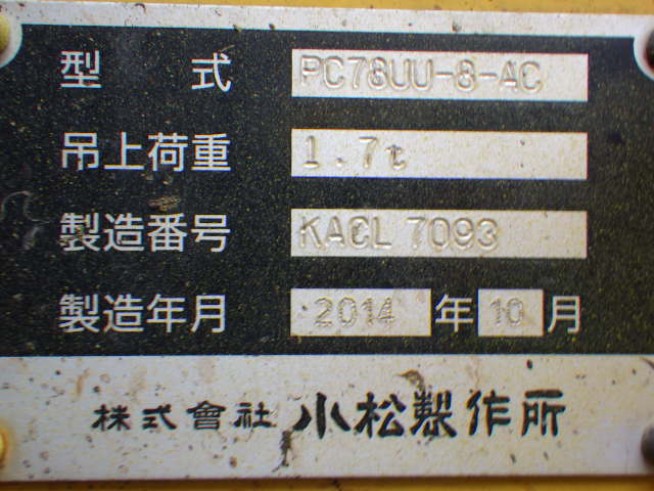 型 式 PC78UU-8-AC
吊上荷重 1.7t
製造番号 KACL 7093
製造年月 2014 年 10 月
株式會社 小松製作所